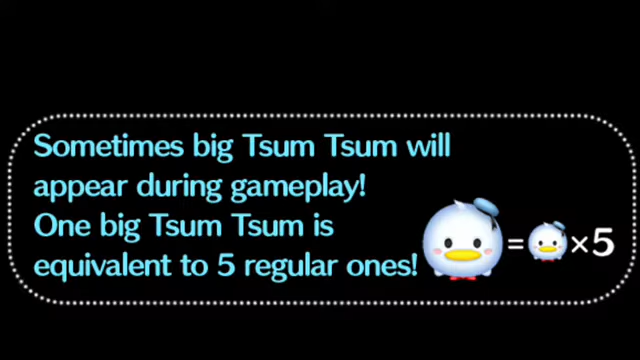 Sometimes big Tsum Tsum will
appear during gameplay!
One big Tsum Tsum is
equivalent to 5 regular ones!
=×5